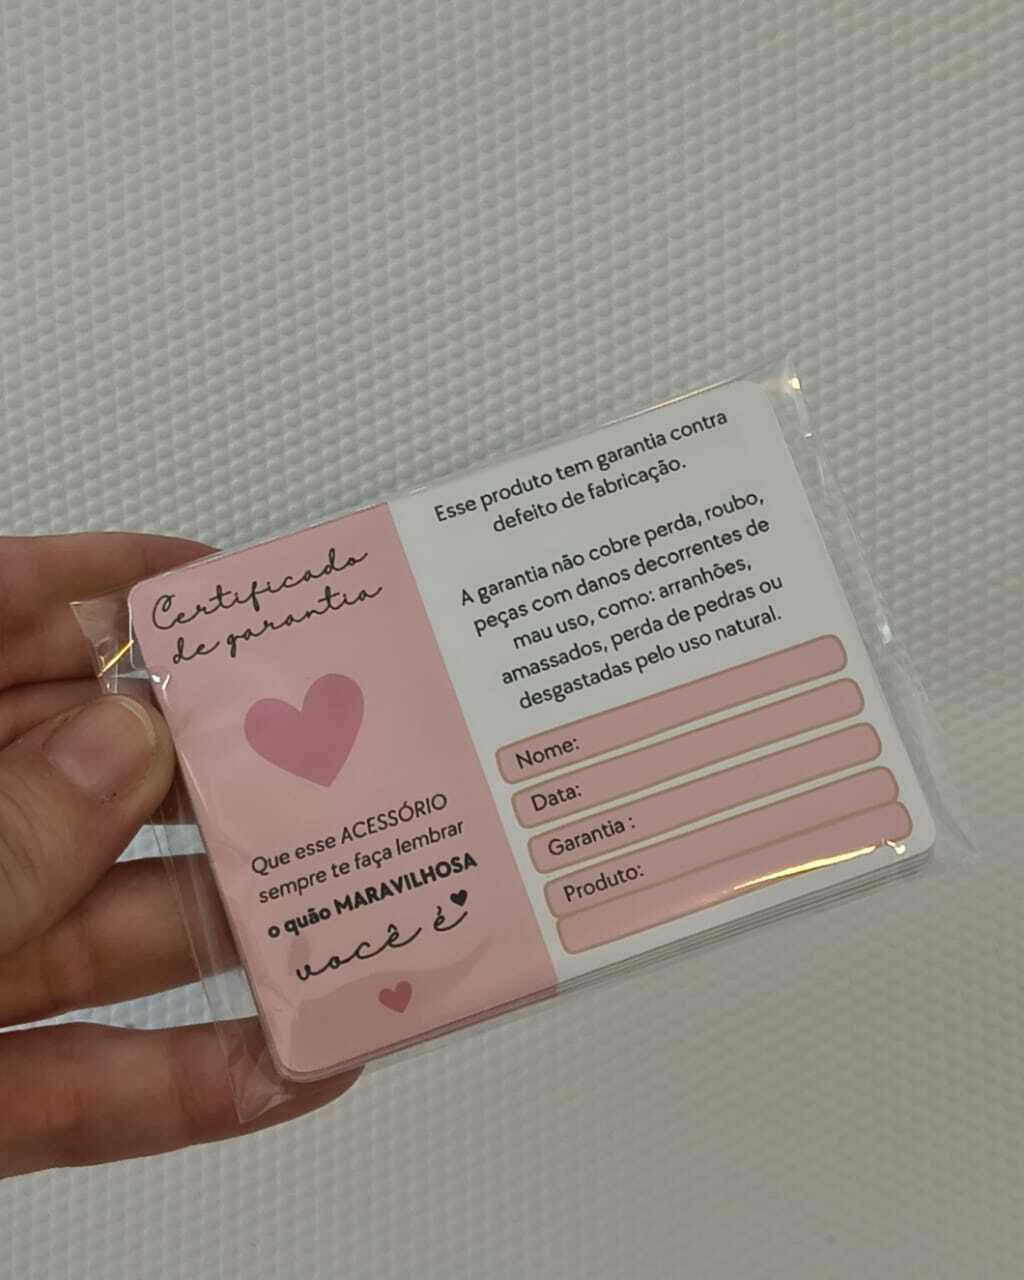 Certificado
de garantia
Que esse ACESSÓRIO
sempre te faça lembrar
o quão MARAVILHOSA
você é
Esse produto tem garantia contra
defeito de fabricação.
A garantia não cobre perda, roubo,
peças com danos decorrentes de
mau uso, como: arranhões,
amassados, perda de pedras ou
desgastadas pelo uso natural.
Nome:
Data:
Garantia :
Produto: